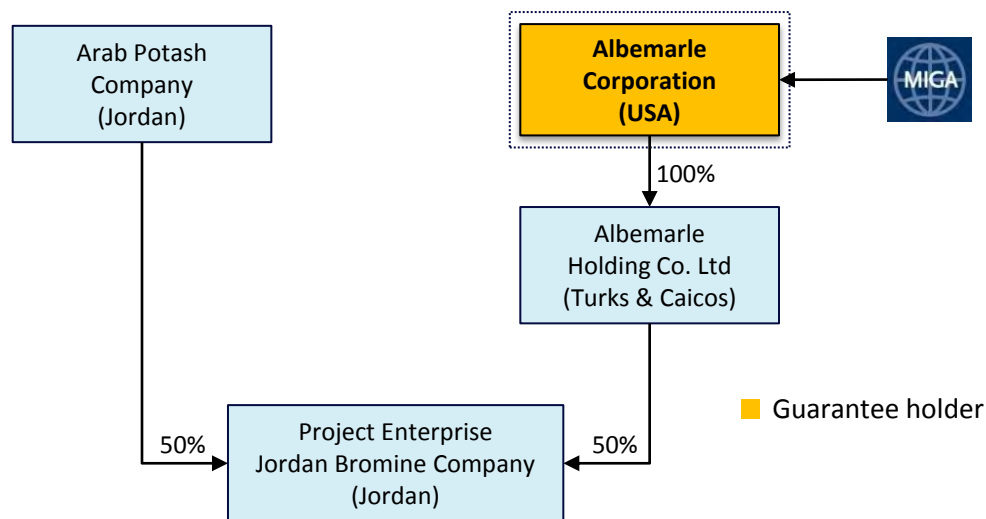 Arab Potash
Company
(Jordan)
Albemarle
Corporation
(USA)
MIGA
100%
Albemarle
Holding Co. Ltd
(Turks & Caicos)
Guarantee holder
50%
Project Enterprise
Jordan Bromine Company
(Jordan)
50%